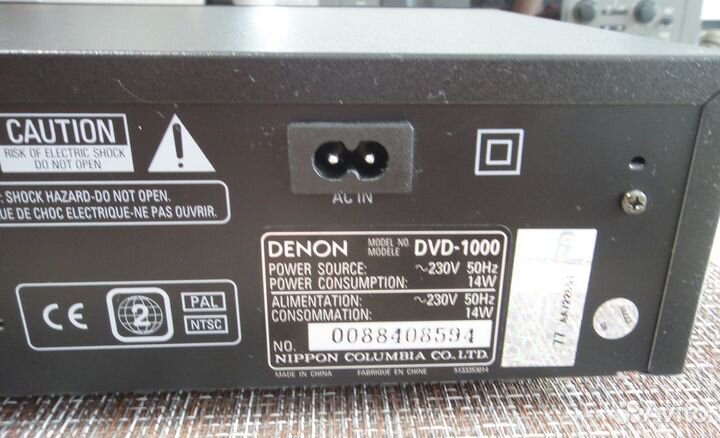 CAUTION
RISK OF ELECTRIC SHOCK
DO NOT OPEN
: SHOCK HAZARD-DO NOT OPEN.
UE DE CHOC ELECTRIQUE-NE PAS OUVRIR.
AC IN
DENON MODEL NO. MODELE DVD-1000
POWER SOURCE: ~230V 50Hz
POWER CONSUMPTION: 14W
ALIMENTATION: ~230V 50Hz
CONSOMMATION: 14W
NO. 0088408594
NIPPON COLUMBIA CO., LTD.
MADE IN CHINA FABRIQUE EN CHINE
CE
2
PAL
NTSC
77
Avito